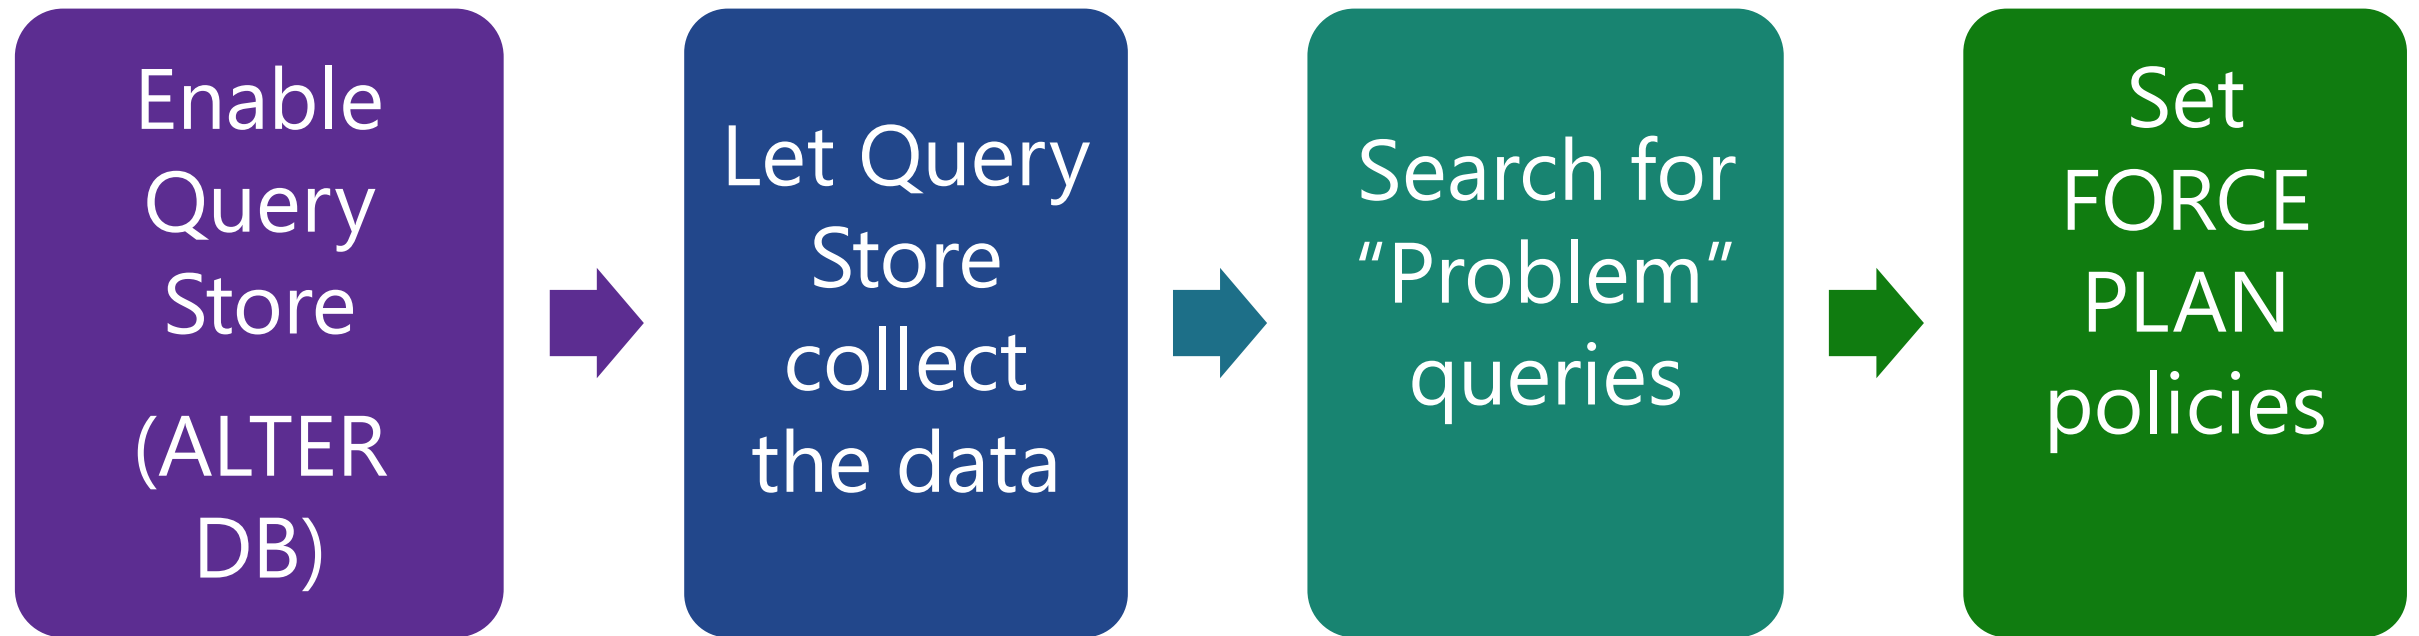 Enable
Query
Store
(ALTER
DB)
Let Query
Store
collect
the data
Search for
“Problem”
queries
Set
FORCE
PLAN
policies